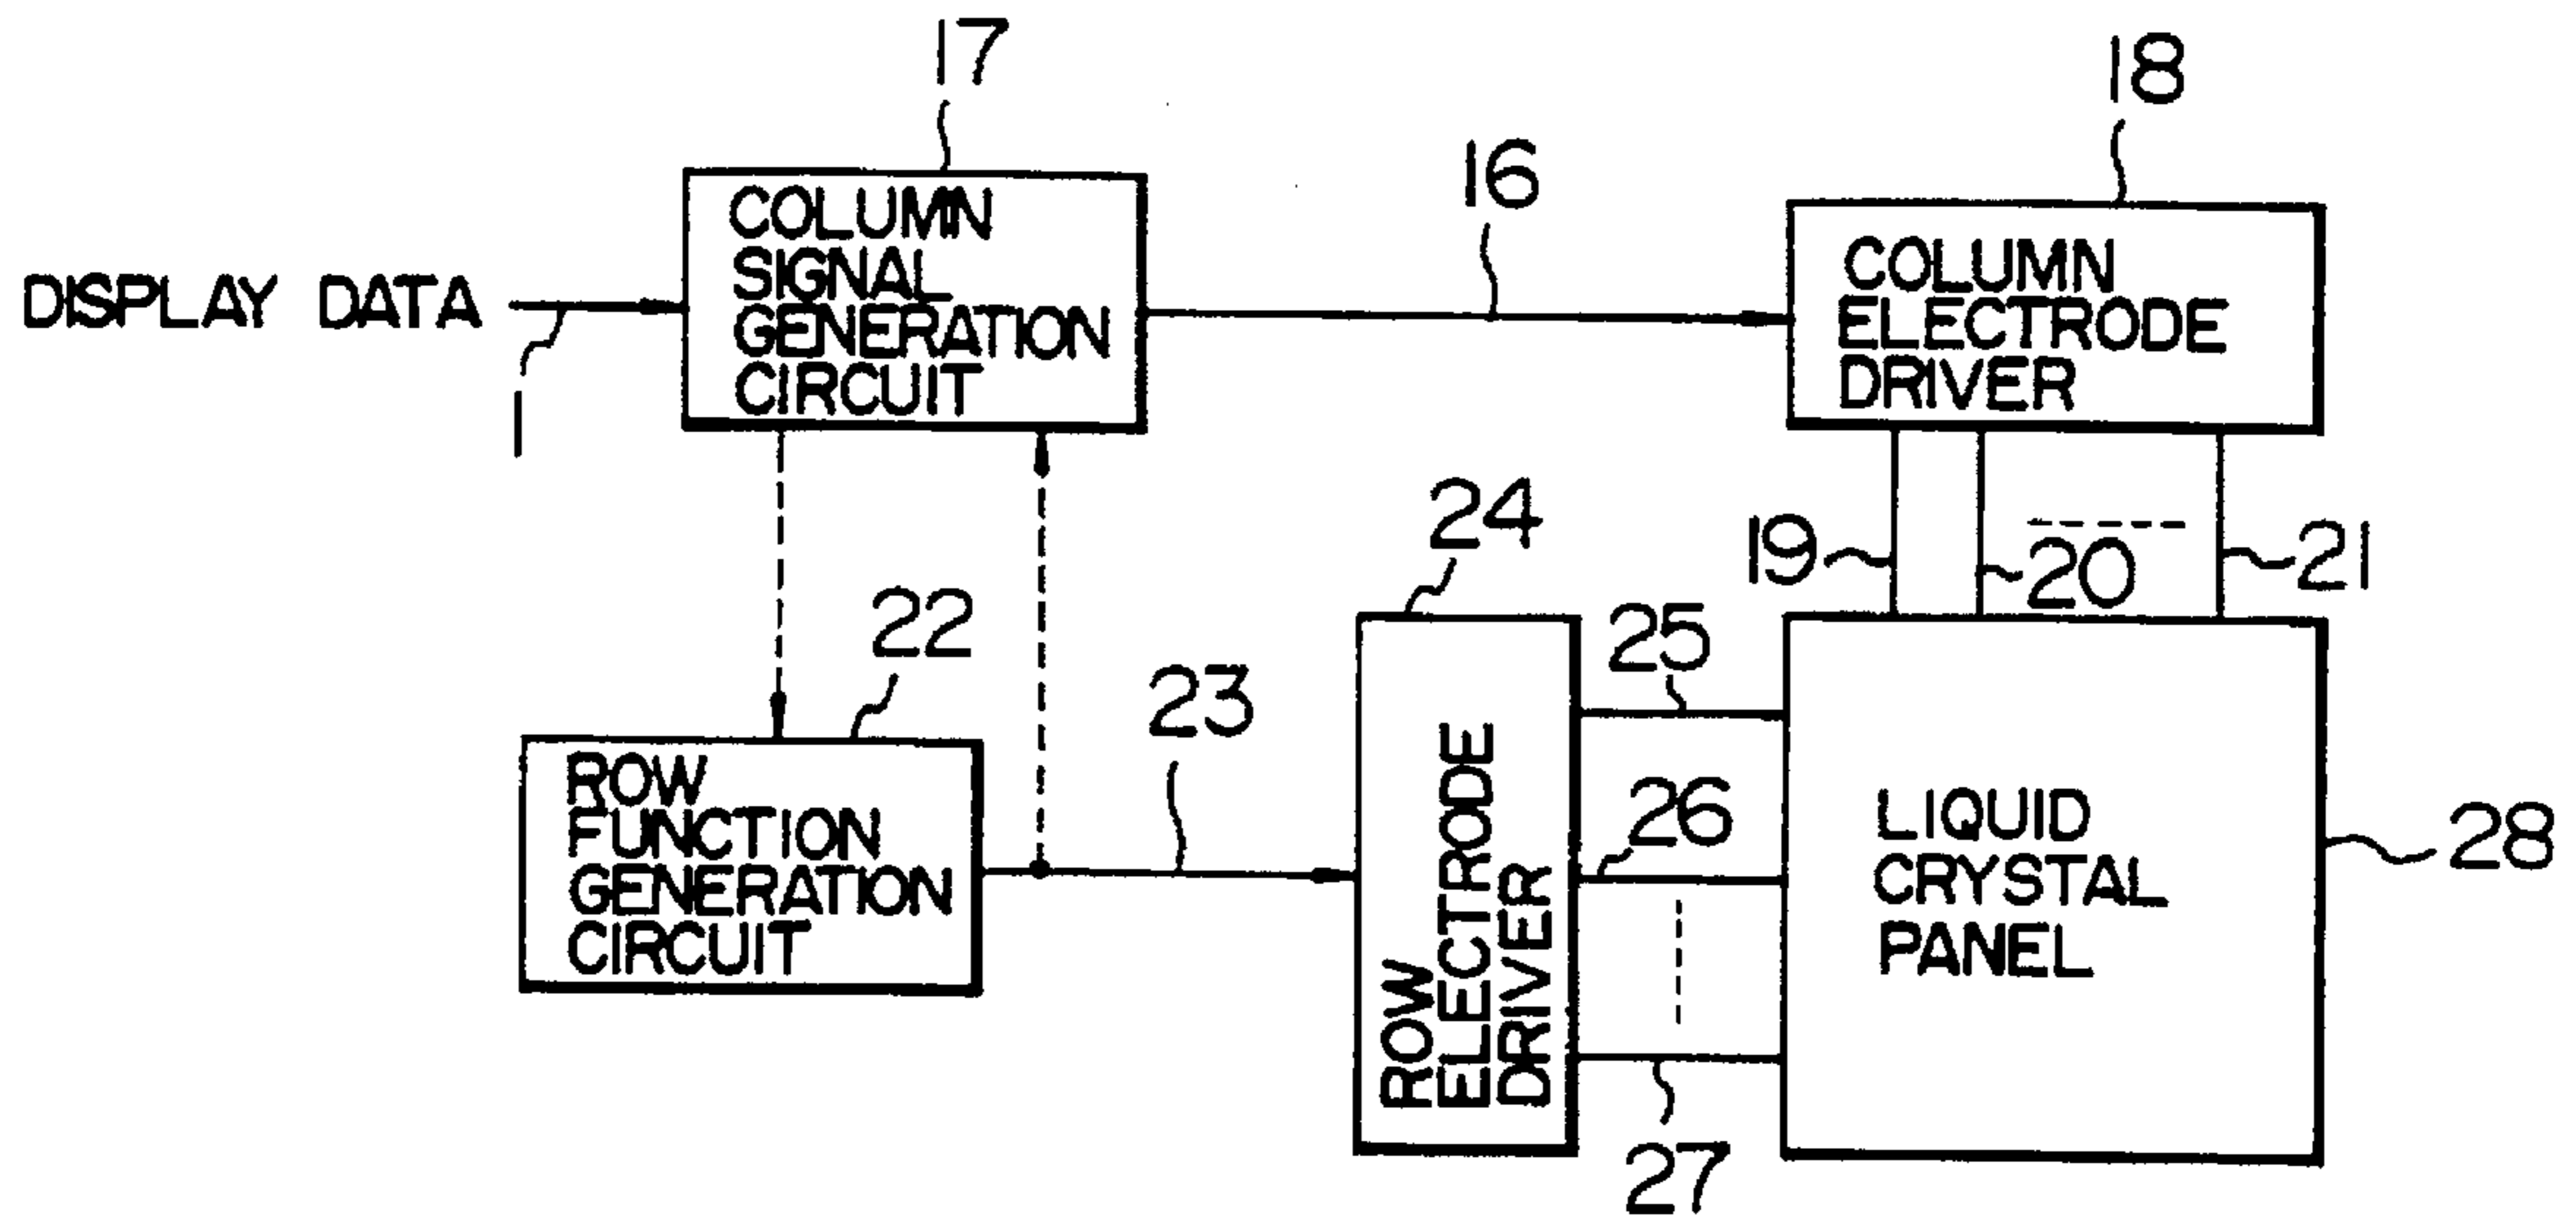 17
18
16
COLUMN
SIGNAL
GENERATION
CIRCUIT
DISPLAY DATA
1
COLUMN
ELECTRODE
DRIVER
19
20
21
24
22
23
25
26
27
ROW
FUNCTION
GENERATION
CIRCUIT
ROW
ELECTRODE
DRIVER
LIQUID
CRYSTAL
PANEL
28